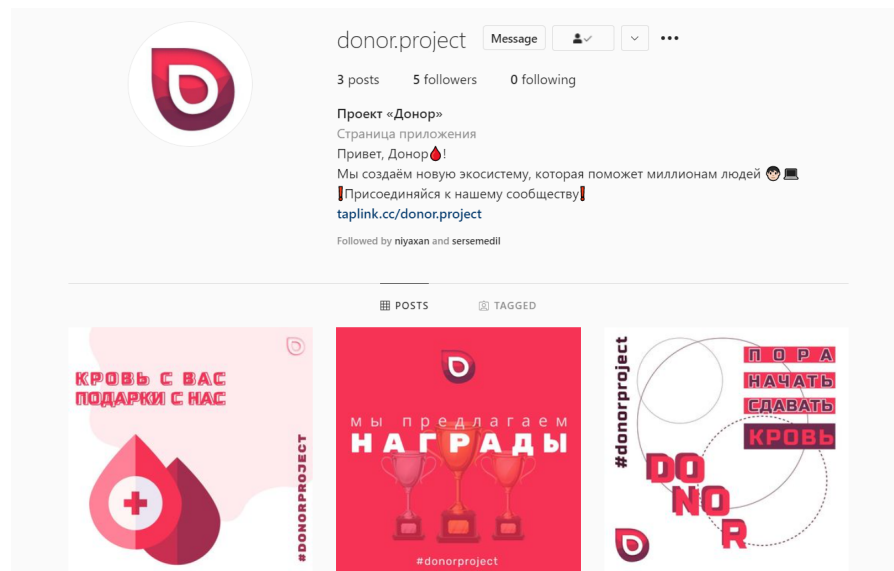 donor.project Message
3 posts 5 followers 0 following
Проект «Донор»
Страница приложения
Привет, Донор🩸!
Мы создаём новую экосистему, которая поможет миллионам людей 🧑🏻💻
❗Присоединяйся к нашему сообществу❗
taplink.cc/donor.project
Followed by niyaxan and sersemedil
POSTS TAGGED
КРОВЬ С ВАС
ПОДАРКИ С НАС
#DONORPROJECT
мы предлагаем
НАГРАДЫ
#donorproject
#donorproject
ПОРА
НАЧАТЬ
СДАВАТЬ
КРОВЬ
DO
NO
R